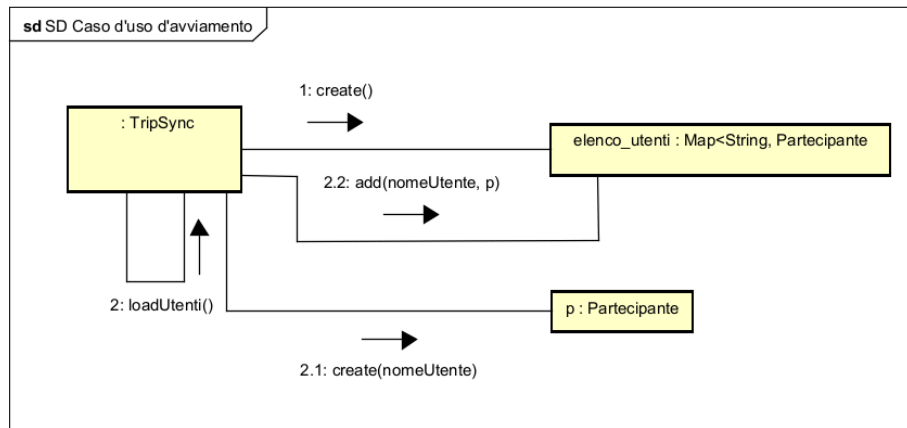 sd SD Caso d'uso d'avviamento
1: create()
: TripSync
elenco_utenti : Map<String, Partecipante
2.2: add(nomeUtente, p)
2: loadUtenti()
p : Partecipante
2.1: create(nomeUtente)